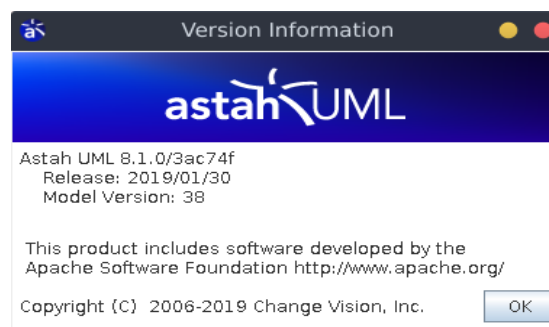 Version Information
astah UML
Astah UML 8.1.0/3ac74f
Release: 2019/01/30
Model Version: 38
This product includes software developed by the
Apache Software Foundation http://www.apache.org/
Copyright (C) 2006-2019 Change Vision, Inc.
OK